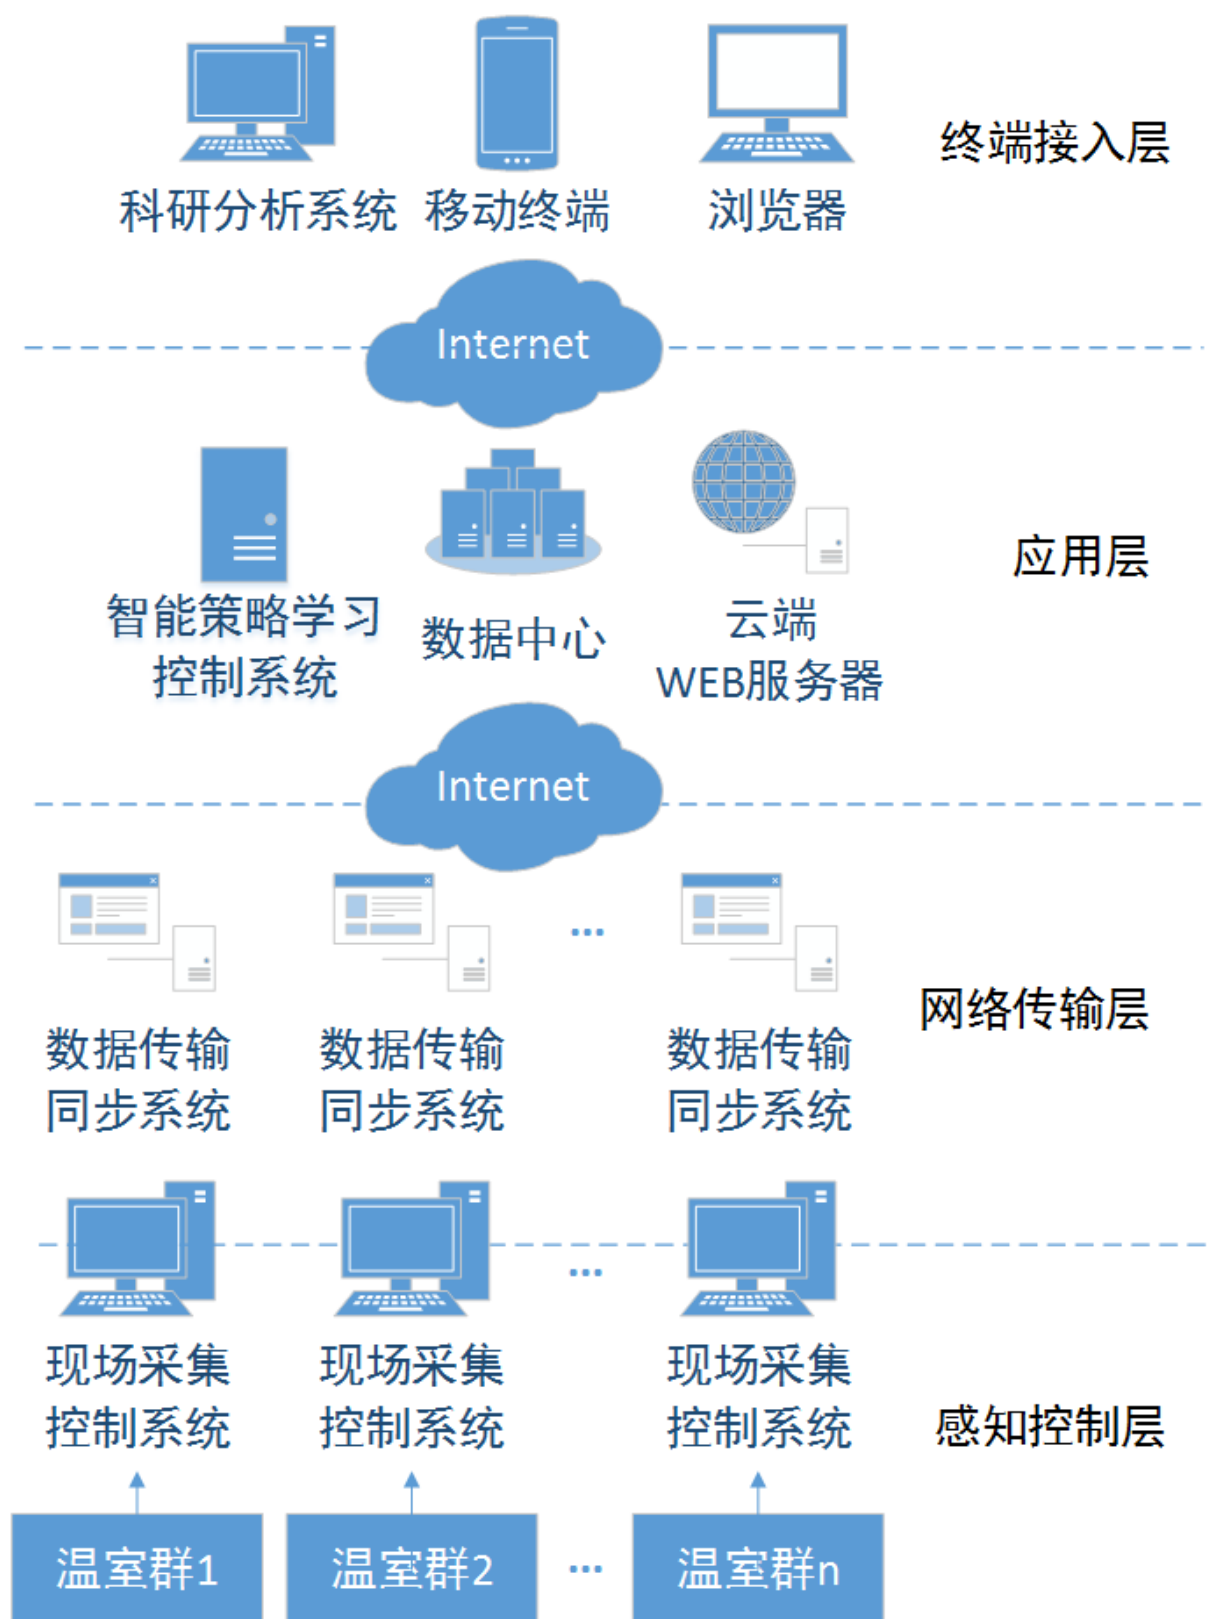 终端接入层
科研分析系统
移动终端
浏览器
Internet
应用层
智能策略学习
控制系统
数据中心
云端
WEB服务器
Internet
...
网络传输层
数据传输
同步系统
数据传输
同步系统
数据传输
同步系统
...
现场采集
控制系统
现场采集
控制系统
现场采集
控制系统
感知控制层
温室群1
温室群2
...
温室群n